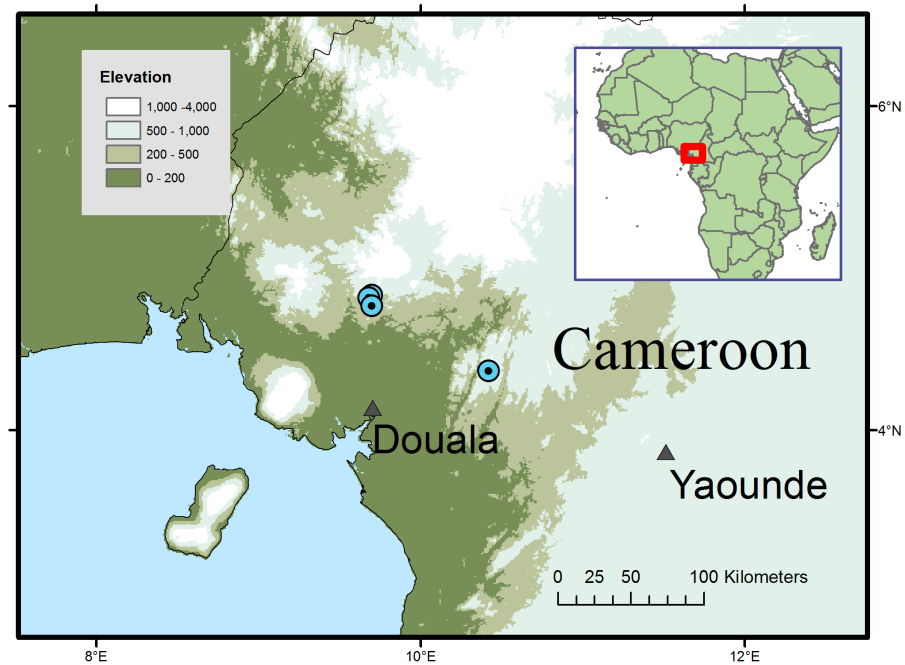 Elevation
1,000 -4,000
500 - 1,000
200 - 500
0 - 200
6°N
Cameroon
Douala
4°N
Yaounde
0 25 50 100 Kilometers
8°E 10°E 12°E